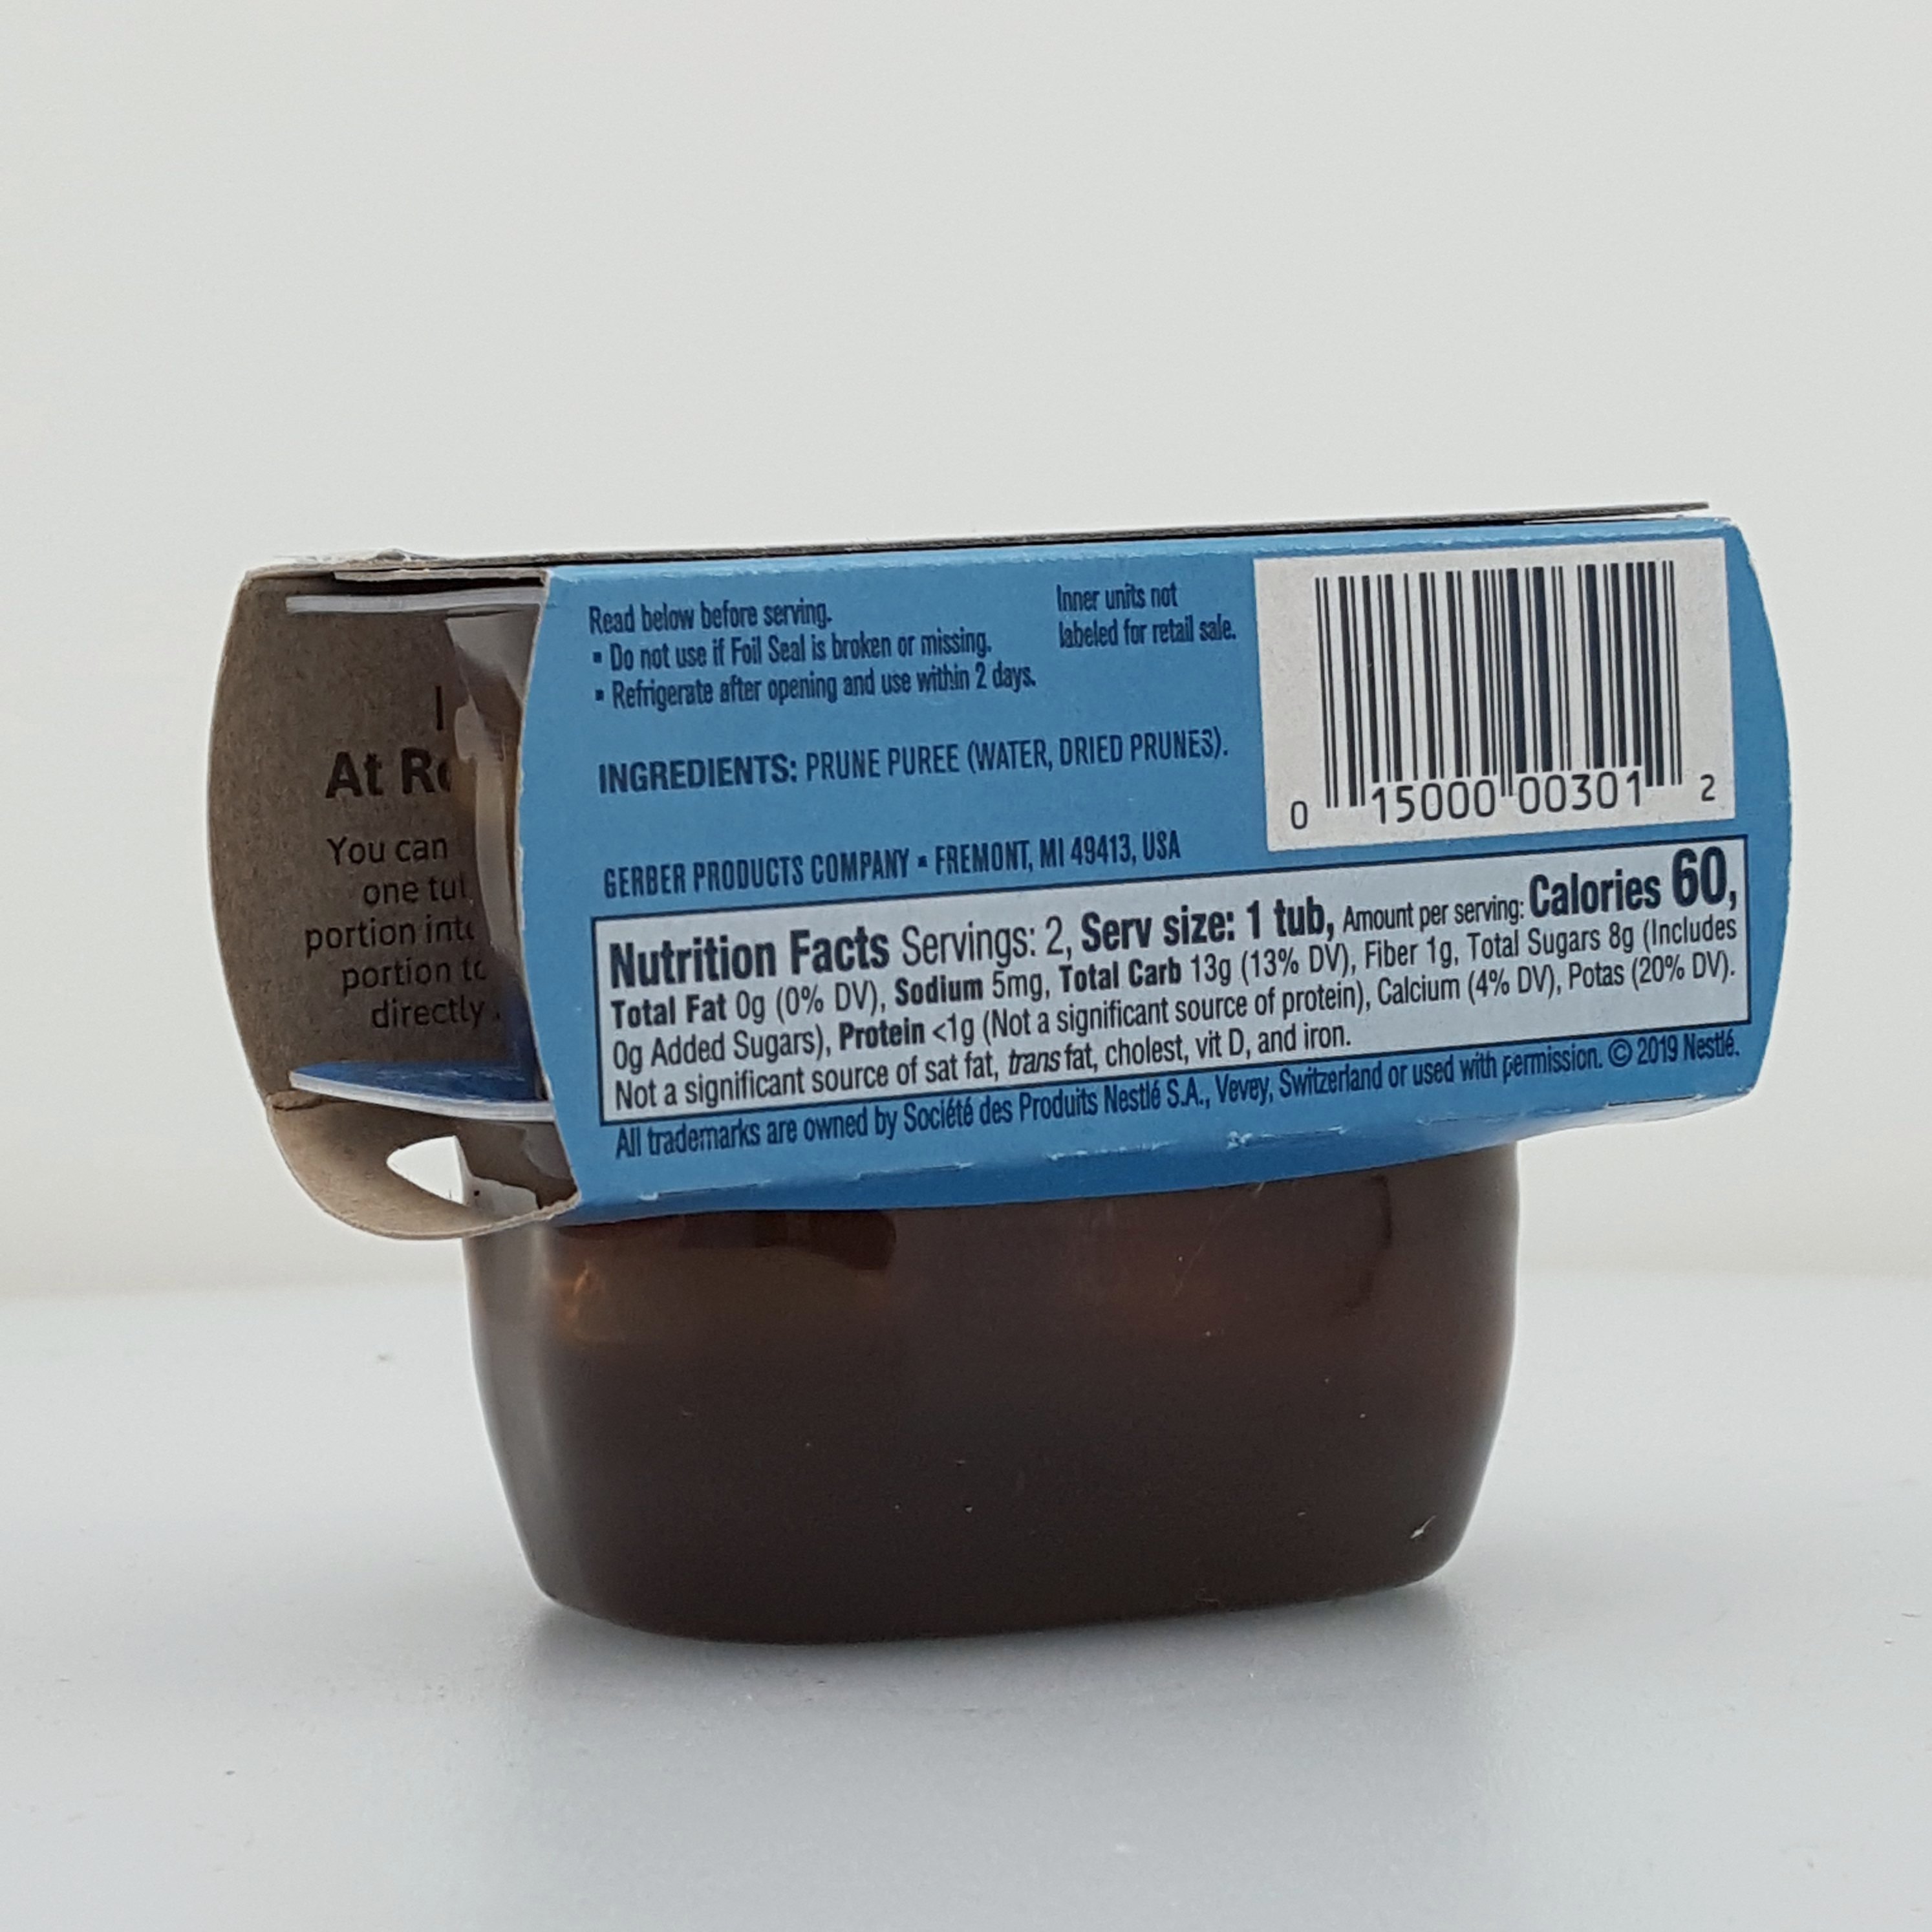 Read below before serving.
▪ Do not use if Foil Seal is broken or missing.
▪ Refrigerate after opening and use within 2 days.
Inner units not
labeled for retail sale.
INGREDIENTS: PRUNE PUREE (WATER, DRIED PRUNES).
GERBER PRODUCTS COMPANY ▪ FREMONT, MI 49413, USA
0 15000 00301 2
Nutrition Facts Servings: 2, Serv size: 1 tub, Amount per serving: Calories 60,
Total Fat 0g (0% DV), Sodium 5mg, Total Carb 13g (13% DV), Fiber 1g, Total Sugars 8g (Includes
0g Added Sugars), Protein <1g (Not a significant source of protein), Calcium (4% DV), Potas (20% DV).
Not a significant source of sat fat, trans fat, cholest, vit D, and iron.
All trademarks are owned by Société des Produits Nestlé S.A., Vevey, Switzerland or used with permission. © 2019 Nestlé.
At
You can
one
portion
portion
directly